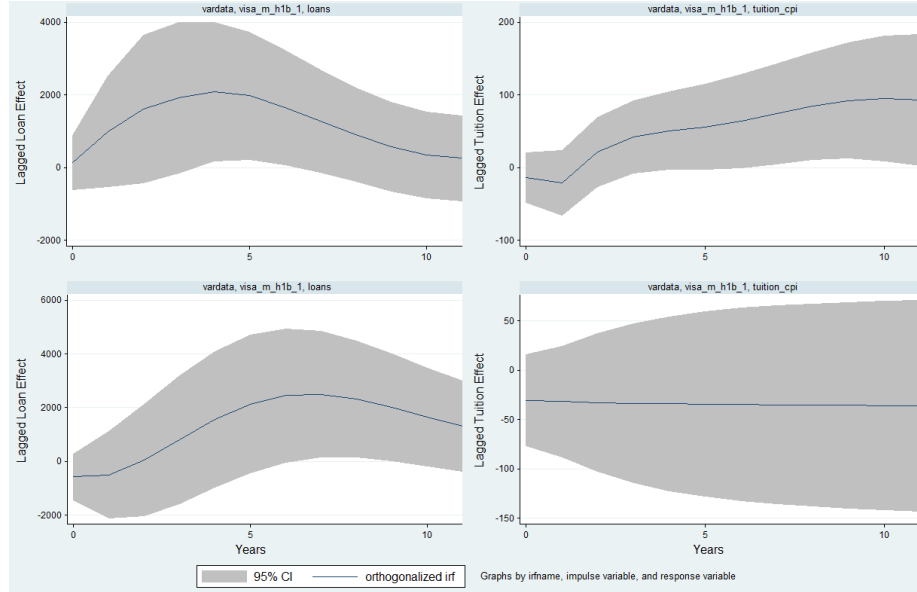 vardata, visa_m_h1b_1, loans
4000
2000
0
-2000
Lagged Loan Effect
0 5 10
vardata, visa_m_h1b_1, tuition_cpi
200
100
0
-100
Lagged Tuition Effect
0 5 10
vardata, visa_m_h1b_1, loans
6000
4000
2000
0
-2000
Lagged Loan Effect
0 5 10
Years
vardata, visa_m_h1b_1, tuition_cpi
50
0
-50
-100
-150
Lagged Tuition Effect
0 5 10
Years
95% CI orthogonalized irf
Graphs by irfname, impulse variable, and response variable